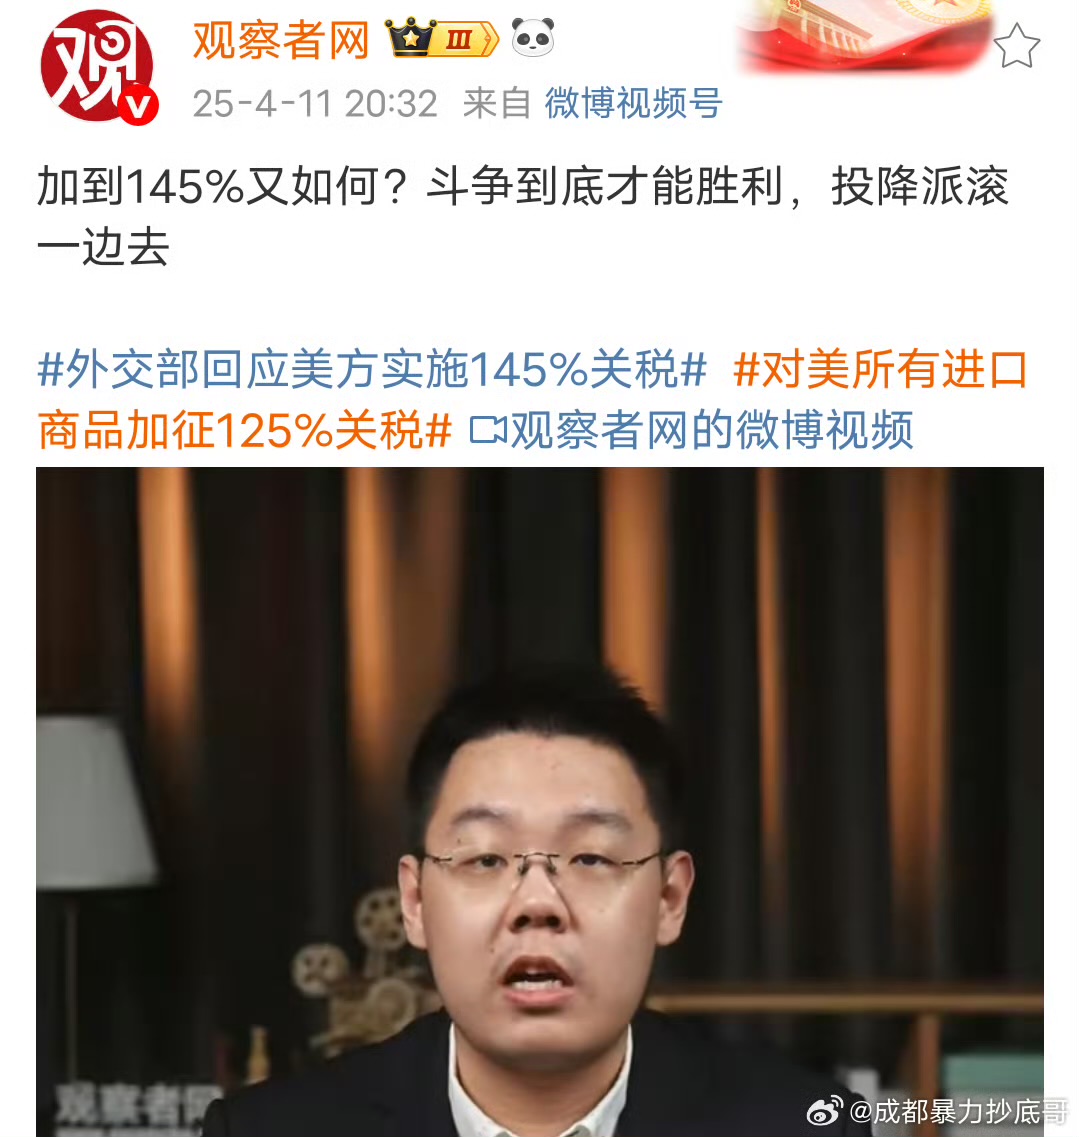 观
V
观察者网 III
25-4-11 20:32 来自 微博视频号
加到145%又如何？斗争到底才能胜利，投降派滚
一边去
#外交部回应美方实施145%关税# #对美所有进口
商品加征125%关税# 观察者网的微博视频
观察者网
@成都暴力抄底哥